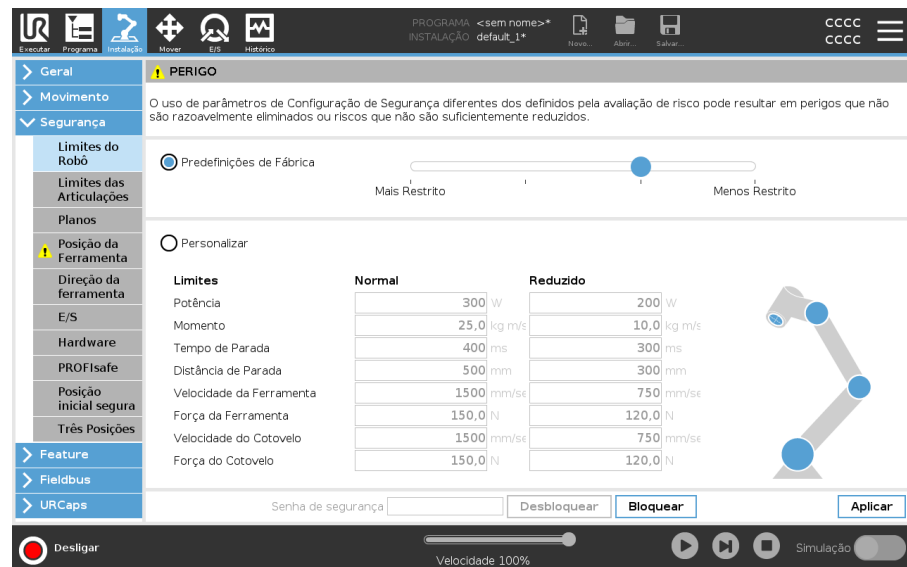 PROGRAMA <sem nome>*
INSTALAÇÃO default_1*
Executar Programa Instalação Mover E/S Histórico Novo... Abrir... Salvar...
cccc
cccc
Geral
Movimento
Segurança
Limites do
Robô
Limites das
Articulações
Planos
Posição da
Ferramenta
Direção da
ferramenta
E/S
Hardware
PROFIsafe
Posição
inicial segura
Três Posições
Feature
Fieldbus
URCaps
PERIGO
O uso de parâmetros de Configuração de Segurança diferentes dos definidos pela avaliação de risco pode resultar em perigos que não
são razoavelmente eliminados ou riscos que não são suficientemente reduzidos.
Predefinições de Fábrica
Mais Restrito Menos Restrito
Personalizar
Limites Normal Reduzido
Potência 300 W 200 W
Momento 25,0 kg m/s 10,0 kg m/s
Tempo de Parada 400 ms 300 ms
Distância de Parada 500 mm 300 mm
Velocidade da Ferramenta 1500 mm/se 750 mm/se
Força da Ferramenta 150,0 N 120,0 N
Velocidade do Cotovelo 1500 mm/se 750 mm/se
Força do Cotovelo 150,0 N 120,0 N
Senha de segurança Desbloquear Bloquear Aplicar
Desligar
Velocidade 100%
Simulação